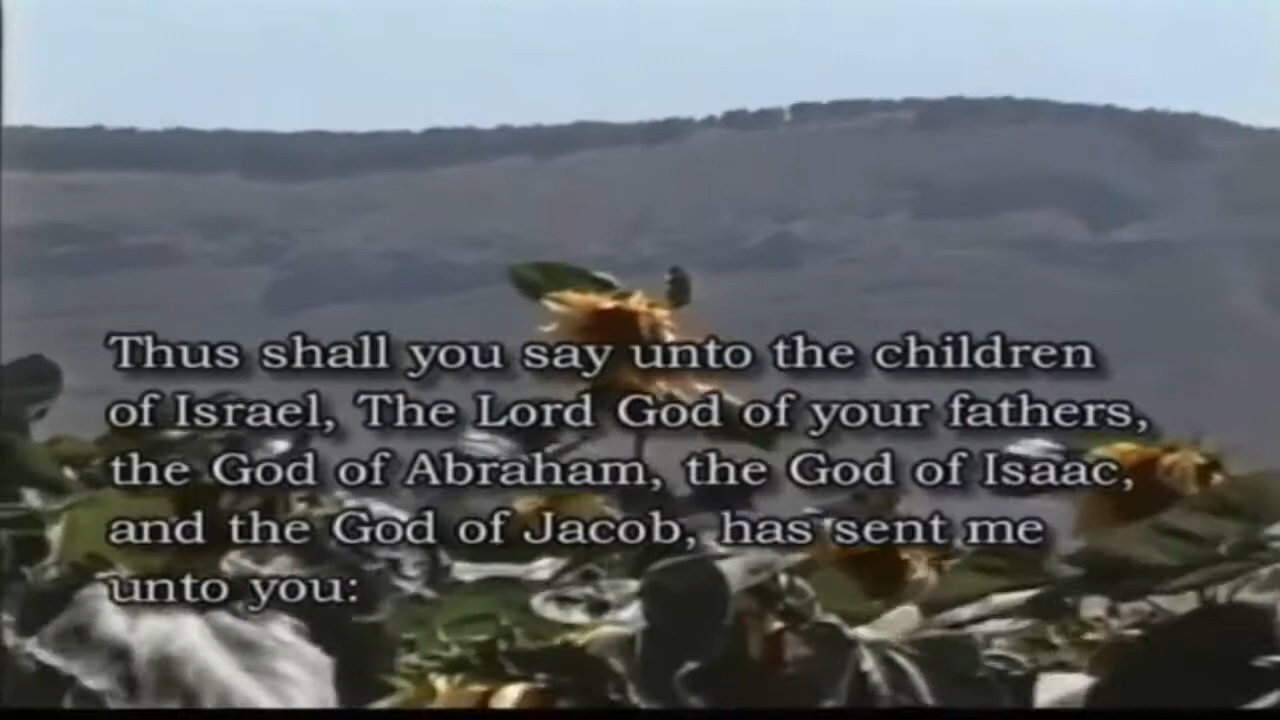 Thus shall you say unto the children
of Israel, The Lord God of your fathers,
the God of Abraham, the God of Isaac,
and the God of Jacob, has sent me
unto you: